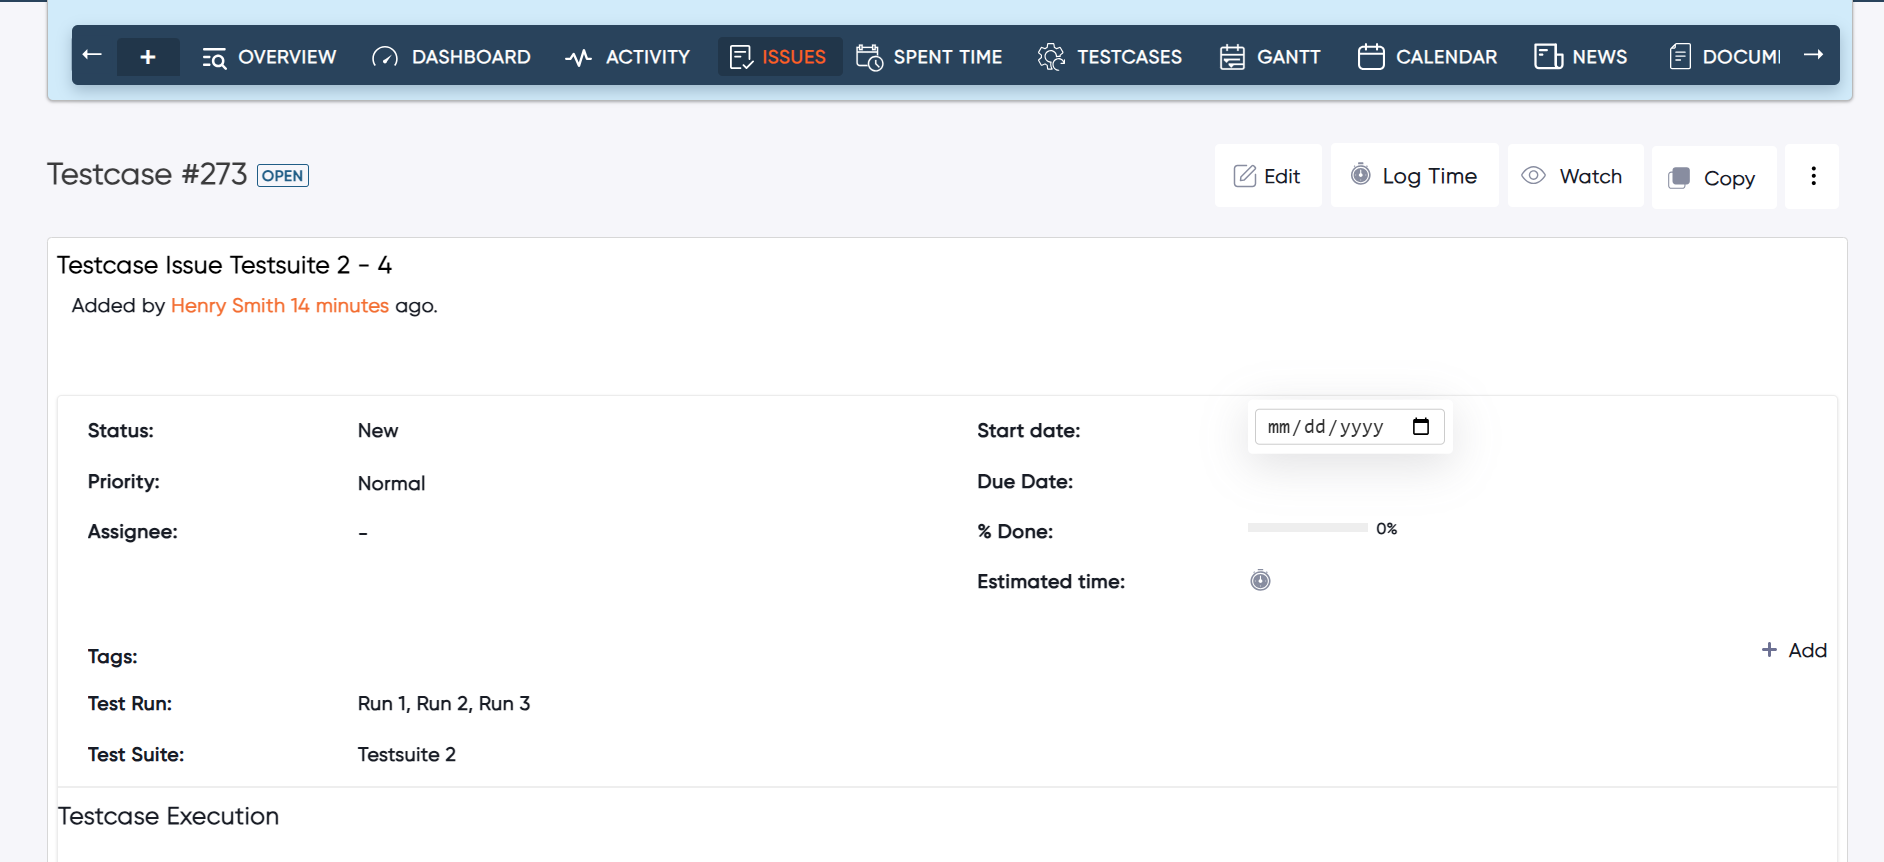 ← + OVERVIEW DASHBOARD ACTIVITY ISSUES SPENT TIME TESTCASES GANTT CALENDAR NEWS DOCUM →
Testcase #273 OPEN Edit Log Time Watch Copy
Testcase Issue Testsuite 2 - 4
Added by Henry Smith 14 minutes ago.
Status: New Start date: mm/dd/yyyy
Priority: Normal Due Date:
Assignee: - % Done: 0%
Estimated time:
Tags: + Add
Test Run: Run 1, Run 2, Run 3
Test Suite: Testsuite 2
Testcase Execution